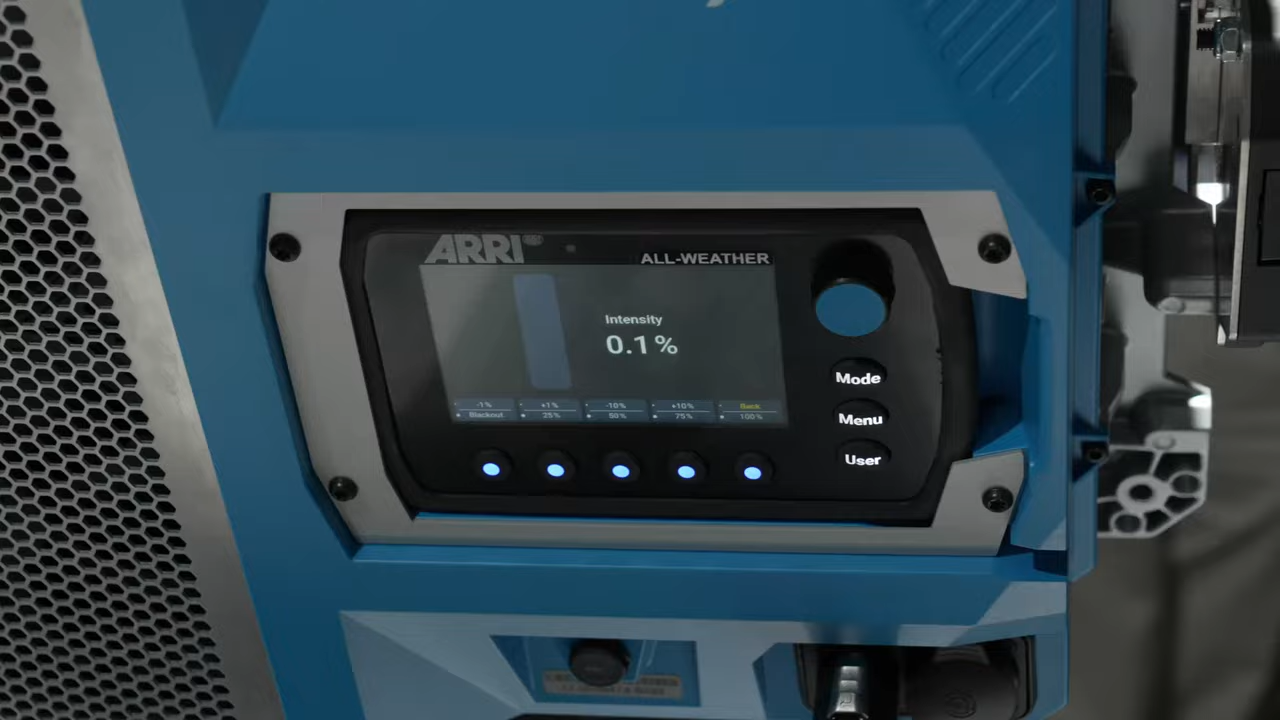 ARRI
ALL-WEATHER
Intensity
0.1 %
-1% +1% -10% +10% Back
Blackout 25% 50% 75% 100%
Mode
Menu
User